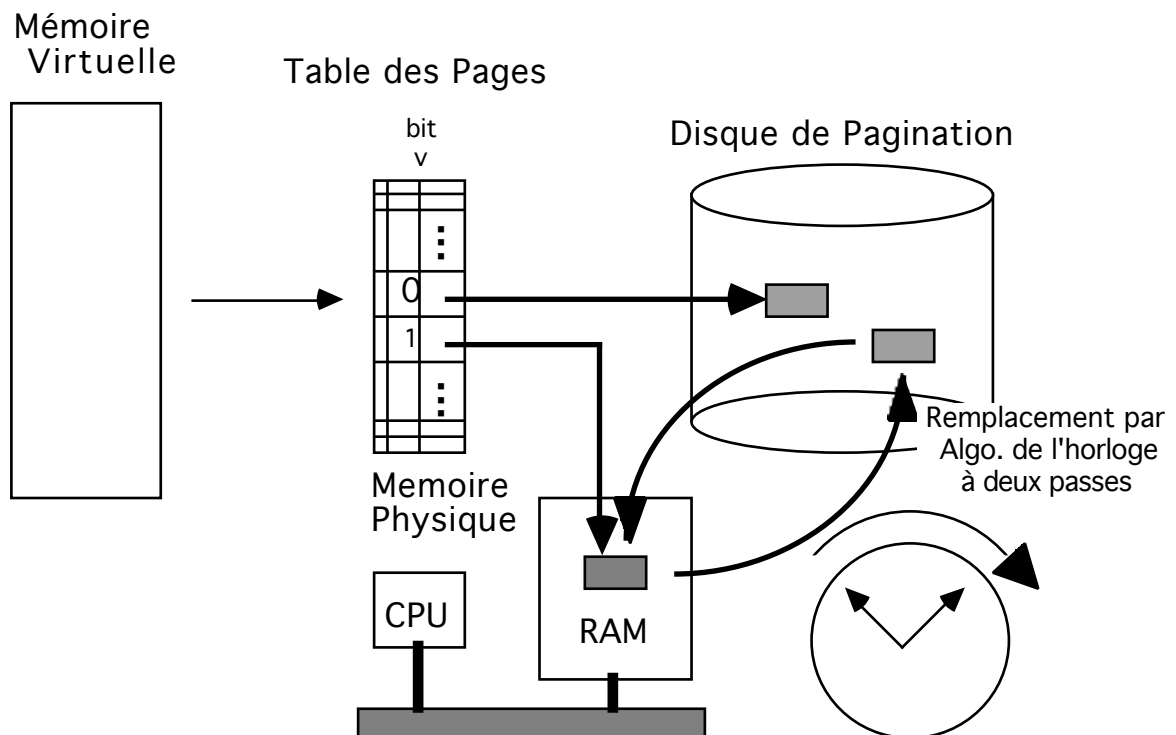 Mémoire
Virtuelle
Table des Pages
bit
v
Disque de Pagination
0
1
Remplacement par
Algo. de l'horloge
à deux passes
Memoire
Physique
CPU
RAM